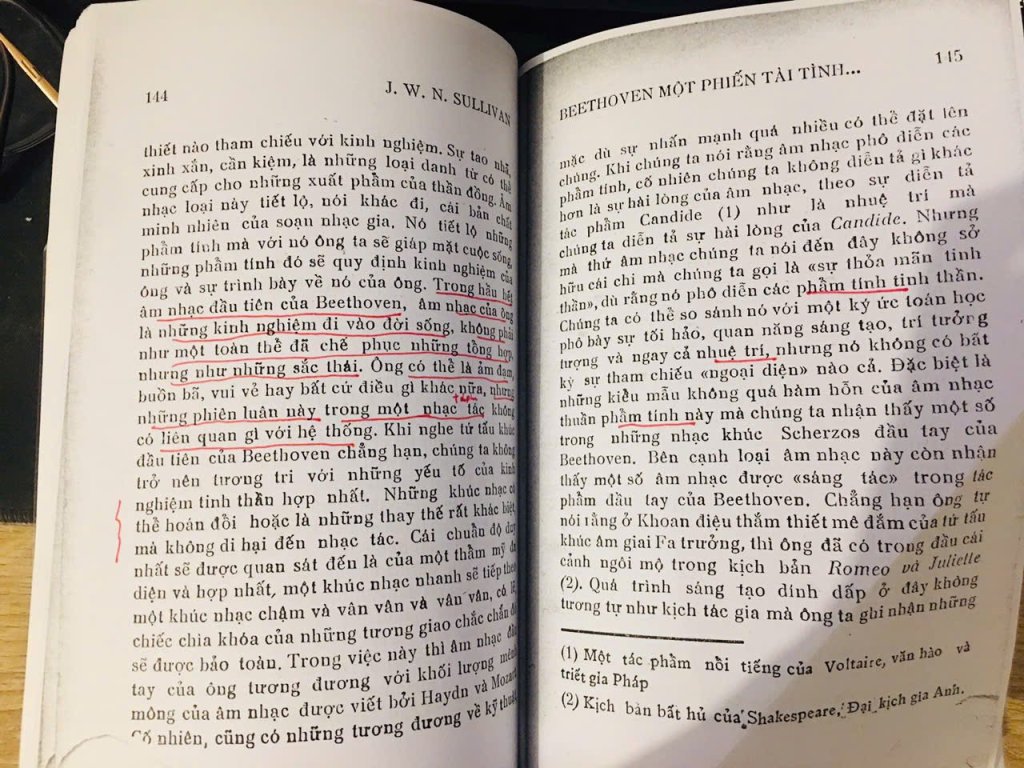 144
J. W. N. SULLIVAN
thiết nào tham chiếu với kinh nghiệm. Sự tao nhã,
xinh xắn, cần kiệm, là những loại danh từ có thể
cung cấp cho những xuất phẩm của thần đồng. Âm
nhạc loại này tiết lộ, nói khác đi, cái bản chất
minh nhiên của soạn nhạc gia. Nó tiết lộ những
phẩm tính mà với nó ông ta sẽ giáp mặt cuộc sống,
những phẩm tính đó sẽ quy định kinh nghiệm của
ông và sự trình bày về nó của ông. Trong hầu hết
âm nhạc đầu tiên của Beethoven, âm nhạc của ông
là những kinh nghiệm đi vào đời sống, không phải
như một toàn thể đã chế phục những tổng hợp,
nhưng như những sắc thái. Ông có thể là ảm đạm,
buồn bã, vui vẻ hay bất cứ điều gì khác nữa, nhưng
những phiên luân này trong một nhạc tác không
có liên quan gì với hệ thống. Khi nghe tứ tấu khúc
đầu tiên của Beethoven chẳng hạn, chúng ta không
trở nên tương tri với những yếu tố của kinh
nghiệm tinh thần hợp nhất. Những khúc nhạc có
thể hoán đổi hoặc là những thay thế rất khác biệt,
mà không di hại đến nhạc tác. Cái chuẩn độ duy
nhất sẽ được quan sát đến là của một thẩm mỹ đa
diện và hợp nhất, một khúc nhạc nhanh sẽ tiếp theo
một khúc nhạc chậm và vân vân và vân vân, có lẽ
chiếc chìa khóa của những tương giao chắc chắn đã
sẽ được bảo toàn. Trong việc này thì âm nhạc đầu
tay của ông tương đương với khối lượng mênh
mông của âm nhạc được viết bởi Haydn và Mozart.
Cố nhiên, cũng có những tương đương về kỹ thuật
BEETHOVEN MỘT PHIẾN TÀI TÌNH...
145
mặc dù sự nhấn mạnh quá nhiều có thể đặt lên
chúng. Khi chúng ta nói rằng âm nhạc phô diễn các
phẩm tính, cố nhiên chúng ta không diễn tả gì khác
hơn là sự hài lòng của âm nhạc, theo sự diễn tả
tác phẩm Candide (1) như là nhuệ trí mà
chúng ta diễn tả sự hài lòng của Candide. Nhưng
mà thứ âm nhạc chúng ta nói đến đây không sở
hữu cái chi mà chúng ta gọi là «sự thỏa mãn tinh
thần», dù rằng nó phô diễn các phẩm tính tinh thần.
Chúng ta có thể so sánh nó với một ký ức toán học
phô bày sự tối hảo, quan năng sáng tạo, trí tưởng
tượng và ngay cả nhuệ trí, nhưng nó không có bất
kỳ sự tham chiếu «ngoại diện» nào cả. Đặc biệt là
những kiểu mẫu không quá hàm hỗn của âm nhạc
thuần phẩm tính này mà chúng ta nhận thấy một số
trong những nhạc khúc Scherzos đầu tay của
Beethoven. Bên cạnh loại âm nhạc này còn nhận
thấy một số âm nhạc được «sáng tác» trong tác
phẩm đầu tay của Beethoven. Chẳng hạn ông tự
nói rằng ở Khoan điệu thắm thiết mê đắm của tứ tấu
khúc âm giai Fa trưởng, thì ông đã có trong đầu cái
cảnh ngôi mộ trong kịch bản Romeo và Juliette
(2). Quá trình sáng tạo dính dấp ở đây không
tương tự như kịch tác gia mà ông ta ghi nhận những
(1) Một tác phẩm nổi tiếng của Voltaire, văn hào và
triết gia Pháp
(2) Kịch bản bất hủ của Shakespeare, Đại kịch gia Anh.